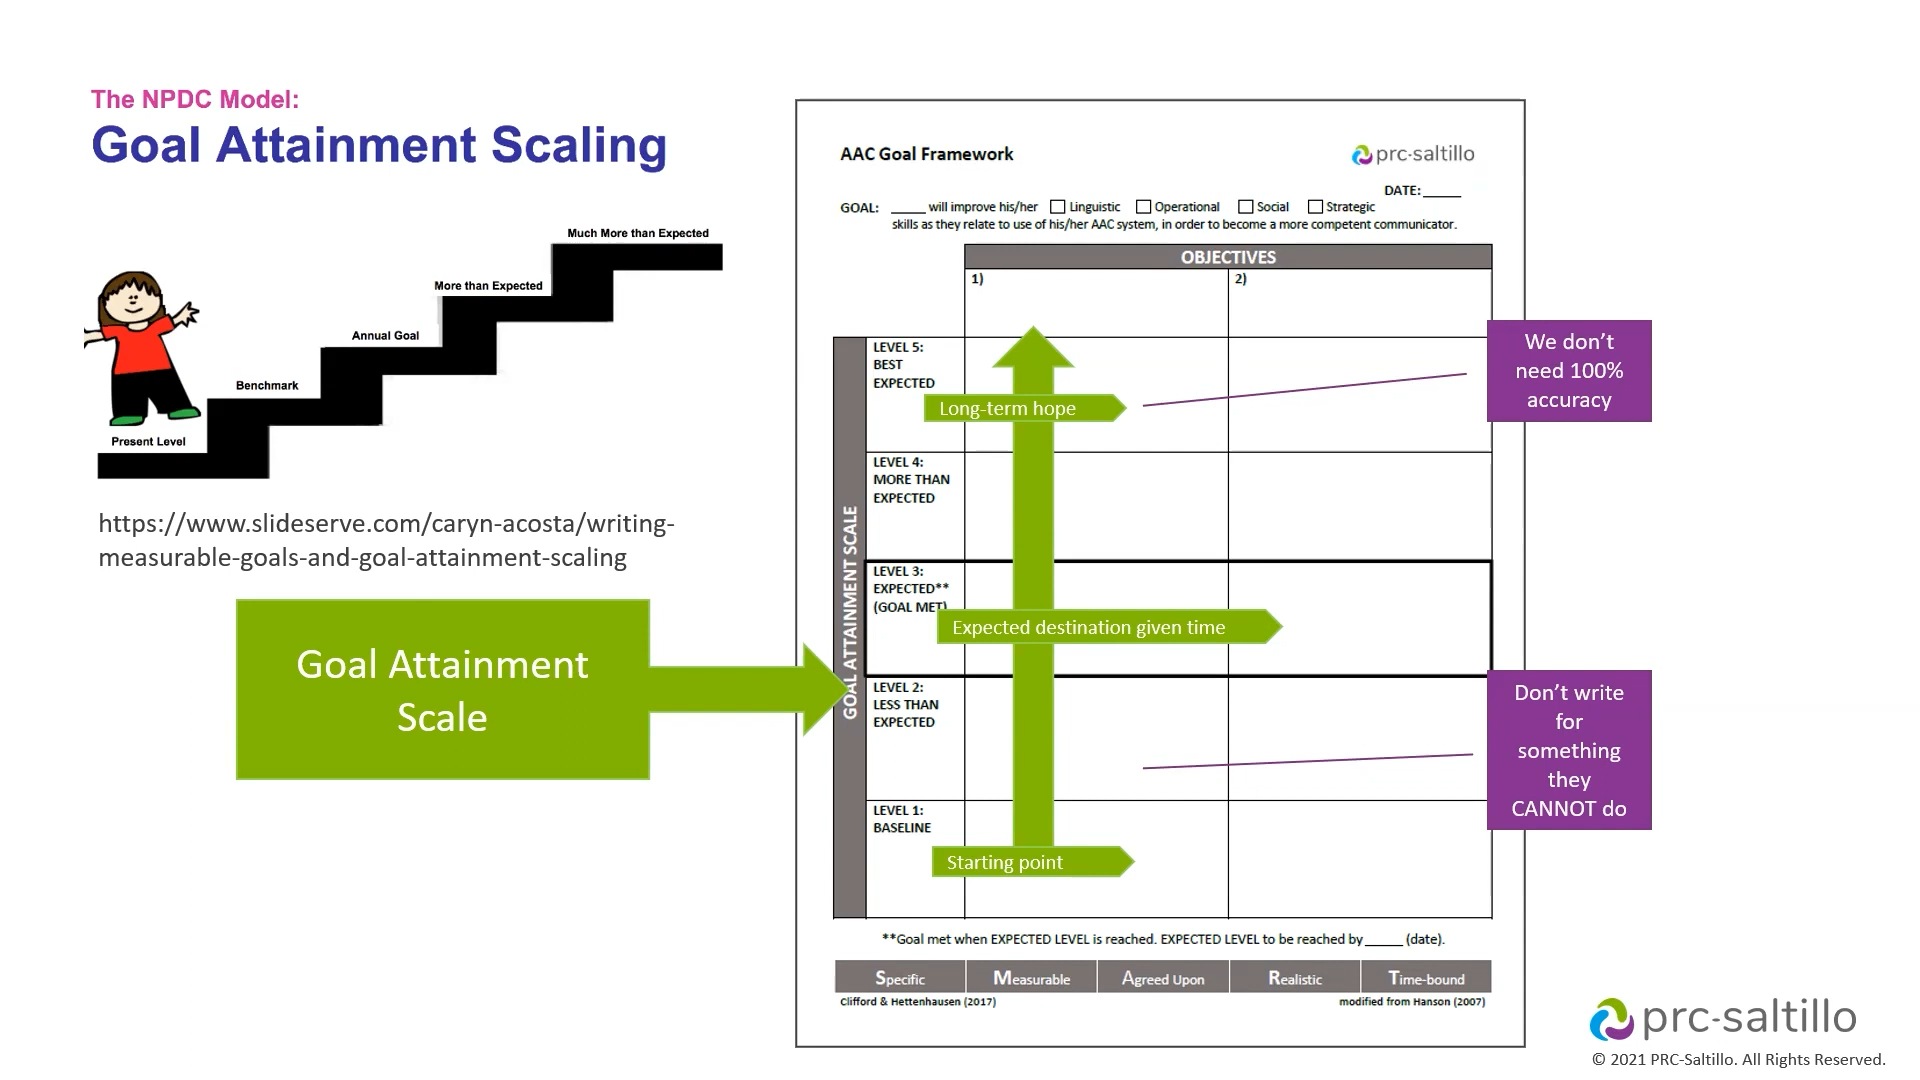 The NPDC Model:
Goal Attainment Scaling
Much More than Expected
More than Expected
Annual Goal
Benchmark
Present Level
https://www.slideserve.com/caryn-acosta/writing-
measurable-goals-and-goal-attainment-scaling
Goal Attainment
Scale
AAC Goal Framework
prc-saltillo
DATE:_____
GOAL: _____ will improve his/her Linguistic Operational Social Strategic
skills as they relate to use of his/her AAC system, in order to become a more competent communicator.
OBJECTIVES
1) 2)
GOAL ATTAINMENT SCALE
LEVEL 5:
BEST
EXPECTED
Long-term hope
LEVEL 4:
MORE THAN
EXPECTED
LEVEL 3:
EXPECTED**
(GOAL MET)
Expected destination given time
LEVEL 2:
LESS THAN
EXPECTED
LEVEL 1:
BASELINE
Starting point
**Goal met when EXPECTED LEVEL is reached. EXPECTED LEVEL to be reached by _____ (date).
Specific Measurable Agreed Upon Realistic Time-bound
Clifford & Hettenhausen (2017) modified from Hanson (2007)
We don’t
need 100%
accuracy
Don’t write
for
something
they
CANNOT do
prc-saltillo
© 2021 PRC-Saltillo. All Rights Reserved.